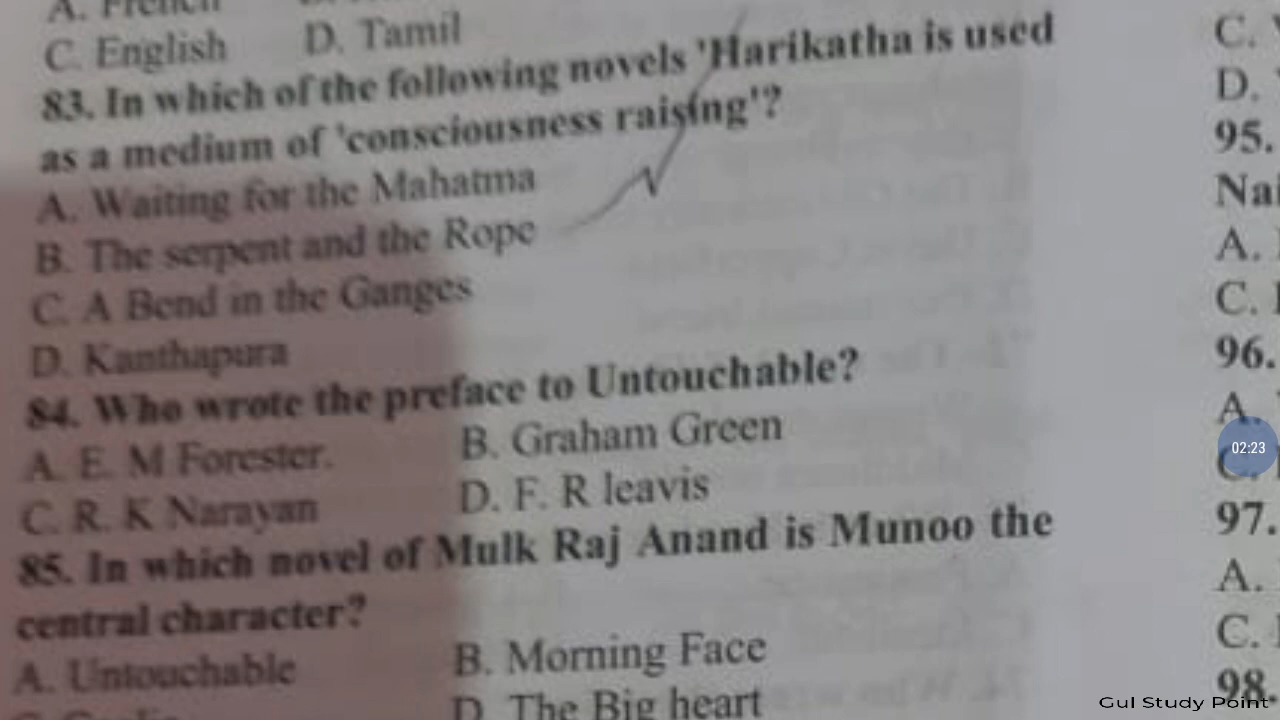 A. French
C. English D. Tamil
83. In which of the following novels 'Harikatha is used
as a medium of 'consciousness raising'?
A. Waiting for the Mahatma
B. The serpent and the Rope
C. A Bend in the Ganges
D. Kanthapura
84. Who wrote the preface to Untouchable?
A. E. M Forester. B. Graham Green
C. R. K Narayan D. F. R leavis
85. In which novel of Mulk Raj Anand is Munoo the
central character?
A. Untouchable B. Morning Face
D. The Big heart
C.
D.
95.
Nai
A.
C.
96.
A.
C.
97.
A.
C.
98.
02:23
Gul Study Point